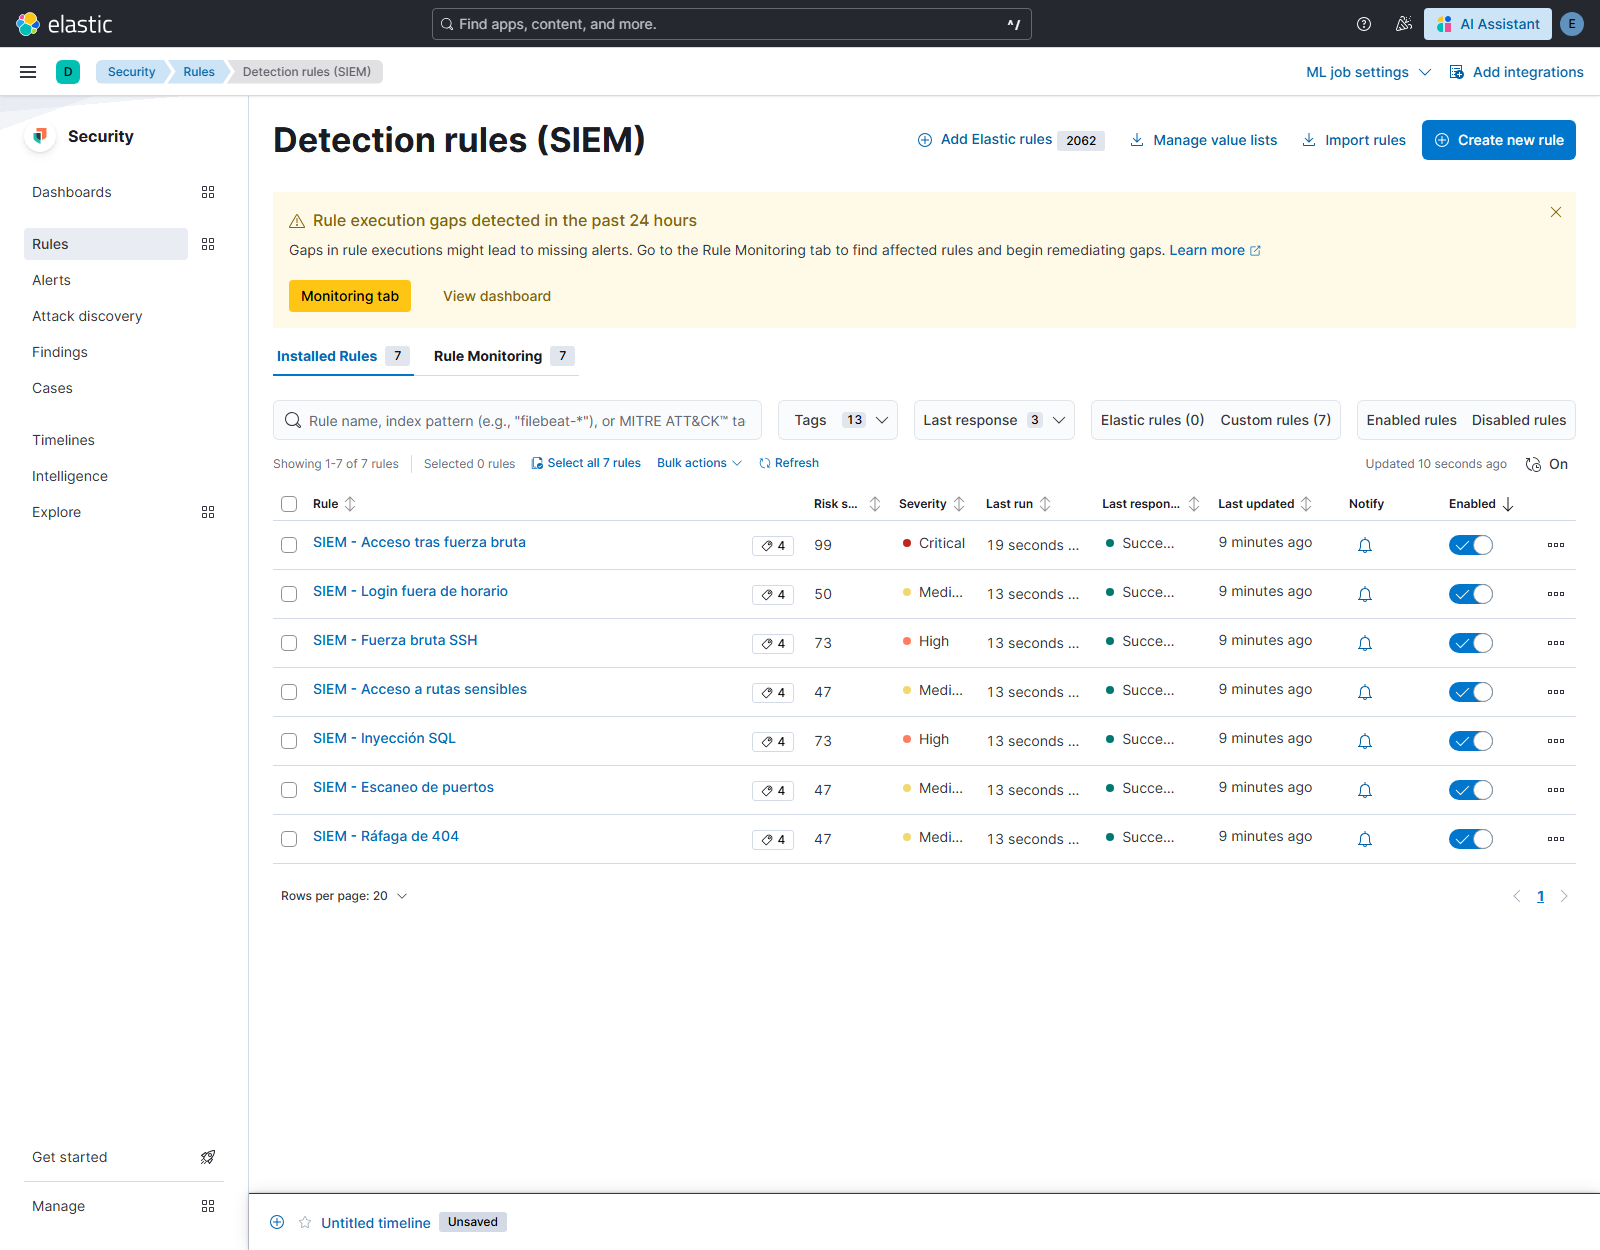 elastic
Find apps, content, and more.
^/
AI Assistant
E
D
Security
Rules
Detection rules (SIEM)
ML job settings
Add integrations
Security
Dashboards
Rules
Alerts
Attack discovery
Findings
Cases
Timelines
Intelligence
Explore
Get started
Manage
Detection rules (SIEM)
Add Elastic rules 2062
Manage value lists
Import rules
Create new rule
Rule execution gaps detected in the past 24 hours
Gaps in rule executions might lead to missing alerts. Go to the Rule Monitoring tab to find affected rules and begin remediating gaps. Learn more
Monitoring tab
View dashboard
Installed Rules 7
Rule Monitoring 7
Rule name, index pattern (e.g., "filebeat-*"), or MITRE ATT&CK™ ta
Tags 13
Last response 3
Elastic rules (0) Custom rules (7)
Enabled rules Disabled rules
Showing 1-7 of 7 rules Selected 0 rules Select all 7 rules Bulk actions Refresh Updated 10 seconds ago On
Rule Risk s... Severity Last run Last respon... Last updated Notify Enabled
SIEM - Acceso tras fuerza bruta 4 99 Critical 19 seconds ... Succe... 9 minutes ago
SIEM - Login fuera de horario 4 50 Medi... 13 seconds ... Succe... 9 minutes ago
SIEM - Fuerza bruta SSH 4 73 High 13 seconds ... Succe... 9 minutes ago
SIEM - Acceso a rutas sensibles 4 47 Medi... 13 seconds ... Succe... 9 minutes ago
SIEM - Inyección SQL 4 73 High 13 seconds ... Succe... 9 minutes ago
SIEM - Escaneo de puertos 4 47 Medi... 13 seconds ... Succe... 9 minutes ago
SIEM - Ráfaga de 404 4 47 Medi... 13 seconds ... Succe... 9 minutes ago
Rows per page: 20
1
Untitled timeline Unsaved